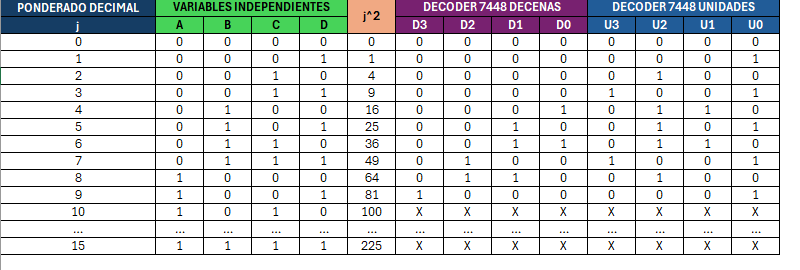 PONDERADO DECIMAL VARIABLES INDEPENDIENTES j^2 DECODER 7448 DECENAS DECODER 7448 UNIDADES
j A B C D D3 D2 D1 D0 U3 U2 U1 U0
0 0 0 0 0 0 0 0 0 0 0 0 0 0
1 0 0 0 1 1 0 0 0 0 0 0 0 1
2 0 0 1 0 4 0 0 0 0 0 1 0 0
3 0 0 1 1 9 0 0 0 0 1 0 0 1
4 0 1 0 0 16 0 0 0 1 0 1 1 0
5 0 1 0 1 25 0 0 1 0 0 1 0 1
6 0 1 1 0 36 0 0 1 1 0 1 1 0
7 0 1 1 1 49 0 1 0 0 1 0 0 1
8 1 0 0 0 64 0 1 1 0 0 1 0 0
9 1 0 0 1 81 1 0 0 0 0 0 0 1
10 1 0 1 0 100 X X X X X X X X
... ... ... ... ... ... ... ... ... ... ... ... ... ...
15 1 1 1 1 225 X X X X X X X X